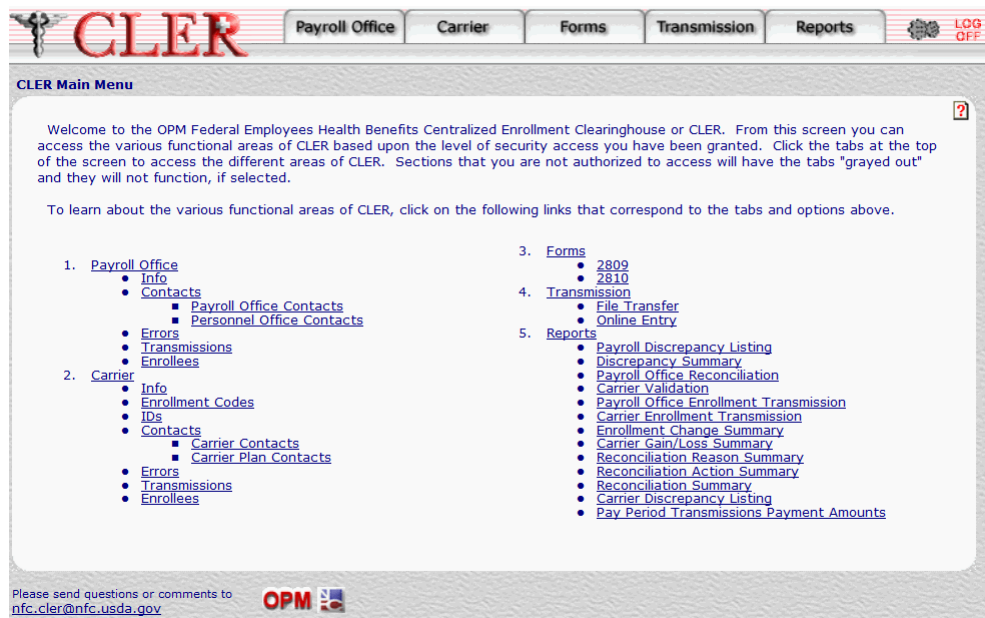 CLER
Payroll Office
Carrier
Forms
Transmission
Reports
LOG
OFF
CLER Main Menu
?
Welcome to the OPM Federal Employees Health Benefits Centralized Enrollment Clearinghouse or CLER. From this screen you can
access the various functional areas of CLER based upon the level of security access you have been granted. Click the tabs at the top
of the screen to access the different areas of CLER. Sections that you are not authorized to access will have the tabs "grayed out"
and they will not function, if selected.
To learn about the various functional areas of CLER, click on the following links that correspond to the tabs and options above.
1. Payroll Office
• Info
• Contacts
▪ Payroll Office Contacts
▪ Personnel Office Contacts
• Errors
• Transmissions
• Enrollees
2. Carrier
• Info
• Enrollment Codes
• IDs
• Contacts
▪ Carrier Contacts
▪ Carrier Plan Contacts
• Errors
• Transmissions
• Enrollees
3. Forms
• 2809
• 2810
4. Transmission
• File Transfer
• Online Entry
5. Reports
• Payroll Discrepancy Listing
• Discrepancy Summary
• Payroll Office Reconciliation
• Carrier Validation
• Payroll Office Enrollment Transmission
• Carrier Enrollment Transmission
• Enrollment Change Summary
• Carrier Gain/Loss Summary
• Reconciliation Reason Summary
• Reconciliation Action Summary
• Reconciliation Summary
• Carrier Discrepancy Listing
• Pay Period Transmissions Payment Amounts
Please send questions or comments to
nfc.cler@nfc.usda.gov
OPM